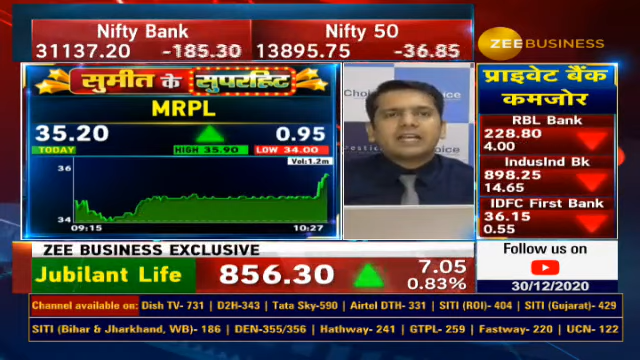 Nifty Bank
31137.20 -185.30
Nifty 50
13895.75 -36.85
ZEE BUSINESS
सुमीत के सुपरहिट
MRPL
35.20 0.95
TODAY HIGH 35.90 LOW 34.00
Vol:1.2m
36
34
09:15 10:27
Choice
प्राइवेट बैंक
कमजोर
RBL Bank
228.80
4.00
IndusInd Bk
898.25
14.65
IDFC First Bank
36.15
0.55
ZEE BUSINESS EXCLUSIVE
Jubilant Life 856.30 7.05
0.83%
Follow us on
30/12/2020
Channel available on: Dish TV- 731 | D2H-343 | Tata Sky-590 | Airtel DTH- 331 | SITI (ROI)- 404 | SITI (Gujarat)- 429
SITI (Bihar & Jharkhand, WB)- 186 | DEN-355/356 | Hathway- 241 | GTPL- 259 | Fastway- 220 | UCN- 122